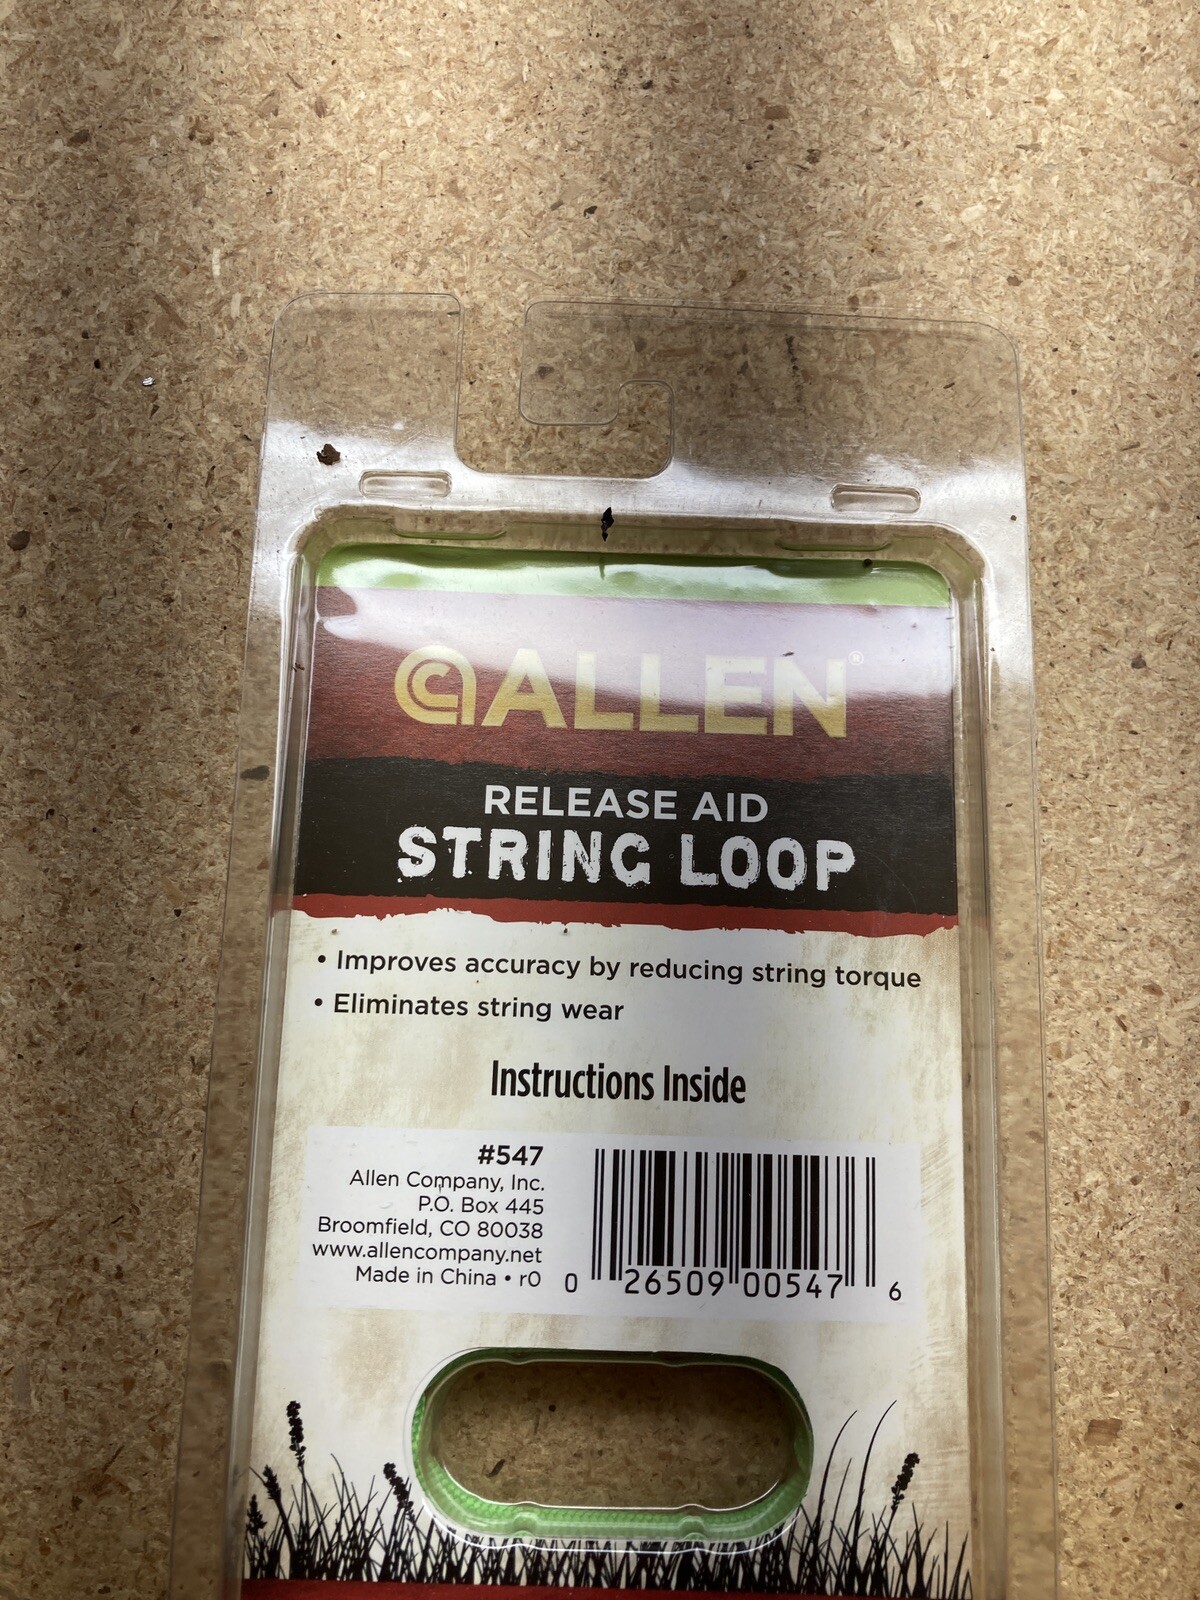 ALLEN®
RELEASE AID
STRING LOOP
• Improves accuracy by reducing string torque
• Eliminates string wear
Instructions Inside
#547
Allen Company, Inc.
P.O. Box 445
Broomfield, CO 80038
www.allencompany.net
Made in China • r0
0 26509 00547 6